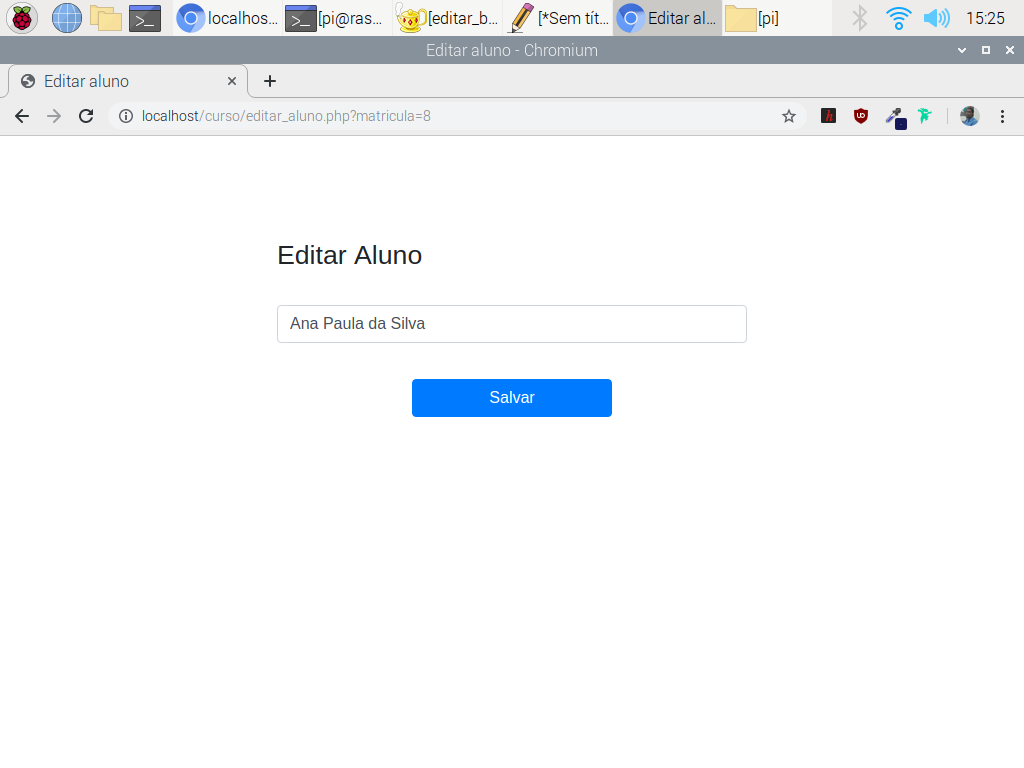 localhos... [pi@ras... [editar_b... [*Sem tít... Editar al... [pi] 15:25
Editar aluno - Chromium
Editar aluno
localhost/curso/editar_aluno.php?matricula=8
Editar Aluno
Ana Paula da Silva
Salvar